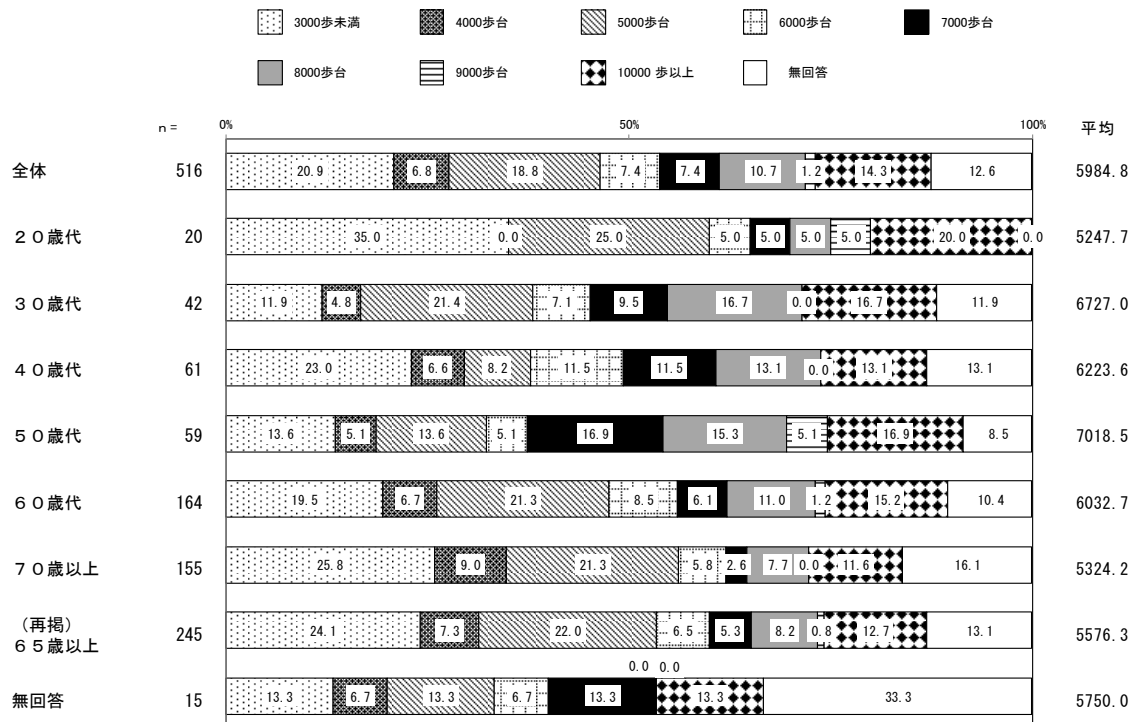 3000歩未満 4000歩台 5000歩台 6000歩台 7000歩台
8000歩台 9000歩台 10000 歩以上 無回答
n = 0% 50% 100% 平均
全体 516 20.9 6.8 18.8 7.4 7.4 10.7 1.2 14.3 12.6 5984.8
20歳代 20 35.0 0.0 25.0 5.0 5.0 5.0 5.0 20.0 0.0 5247.7
30歳代 42 11.9 4.8 21.4 7.1 9.5 16.7 0.0 16.7 11.9 6727.0
40歳代 61 23.0 6.6 8.2 11.5 11.5 13.1 0.0 13.1 13.1 6223.6
50歳代 59 13.6 5.1 13.6 5.1 16.9 15.3 5.1 16.9 8.5 7018.5
60歳代 164 19.5 6.7 21.3 8.5 6.1 11.0 1.2 15.2 10.4 6032.7
70歳以上 155 25.8 9.0 21.3 5.8 2.6 7.7 0.0 11.6 16.1 5324.2
(再掲)
65歳以上 245 24.1 7.3 22.0 6.5 5.3 8.2 0.8 12.7 13.1 5576.3
0.0 0.0
無回答 15 13.3 6.7 13.3 6.7 13.3 13.3 33.3 5750.0